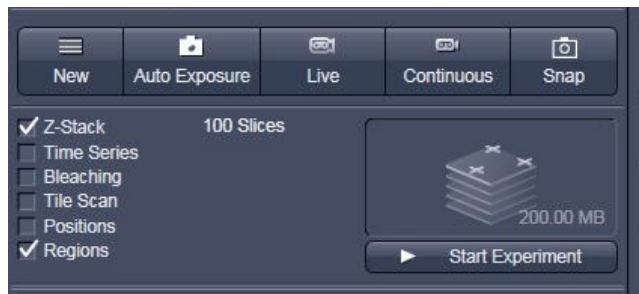 New Auto Exposure Live Continuous Snap
Z-Stack 100 Slices
Time Series
Bleaching
Tile Scan
Positions
200.00 MB
Regions
Start Experiment